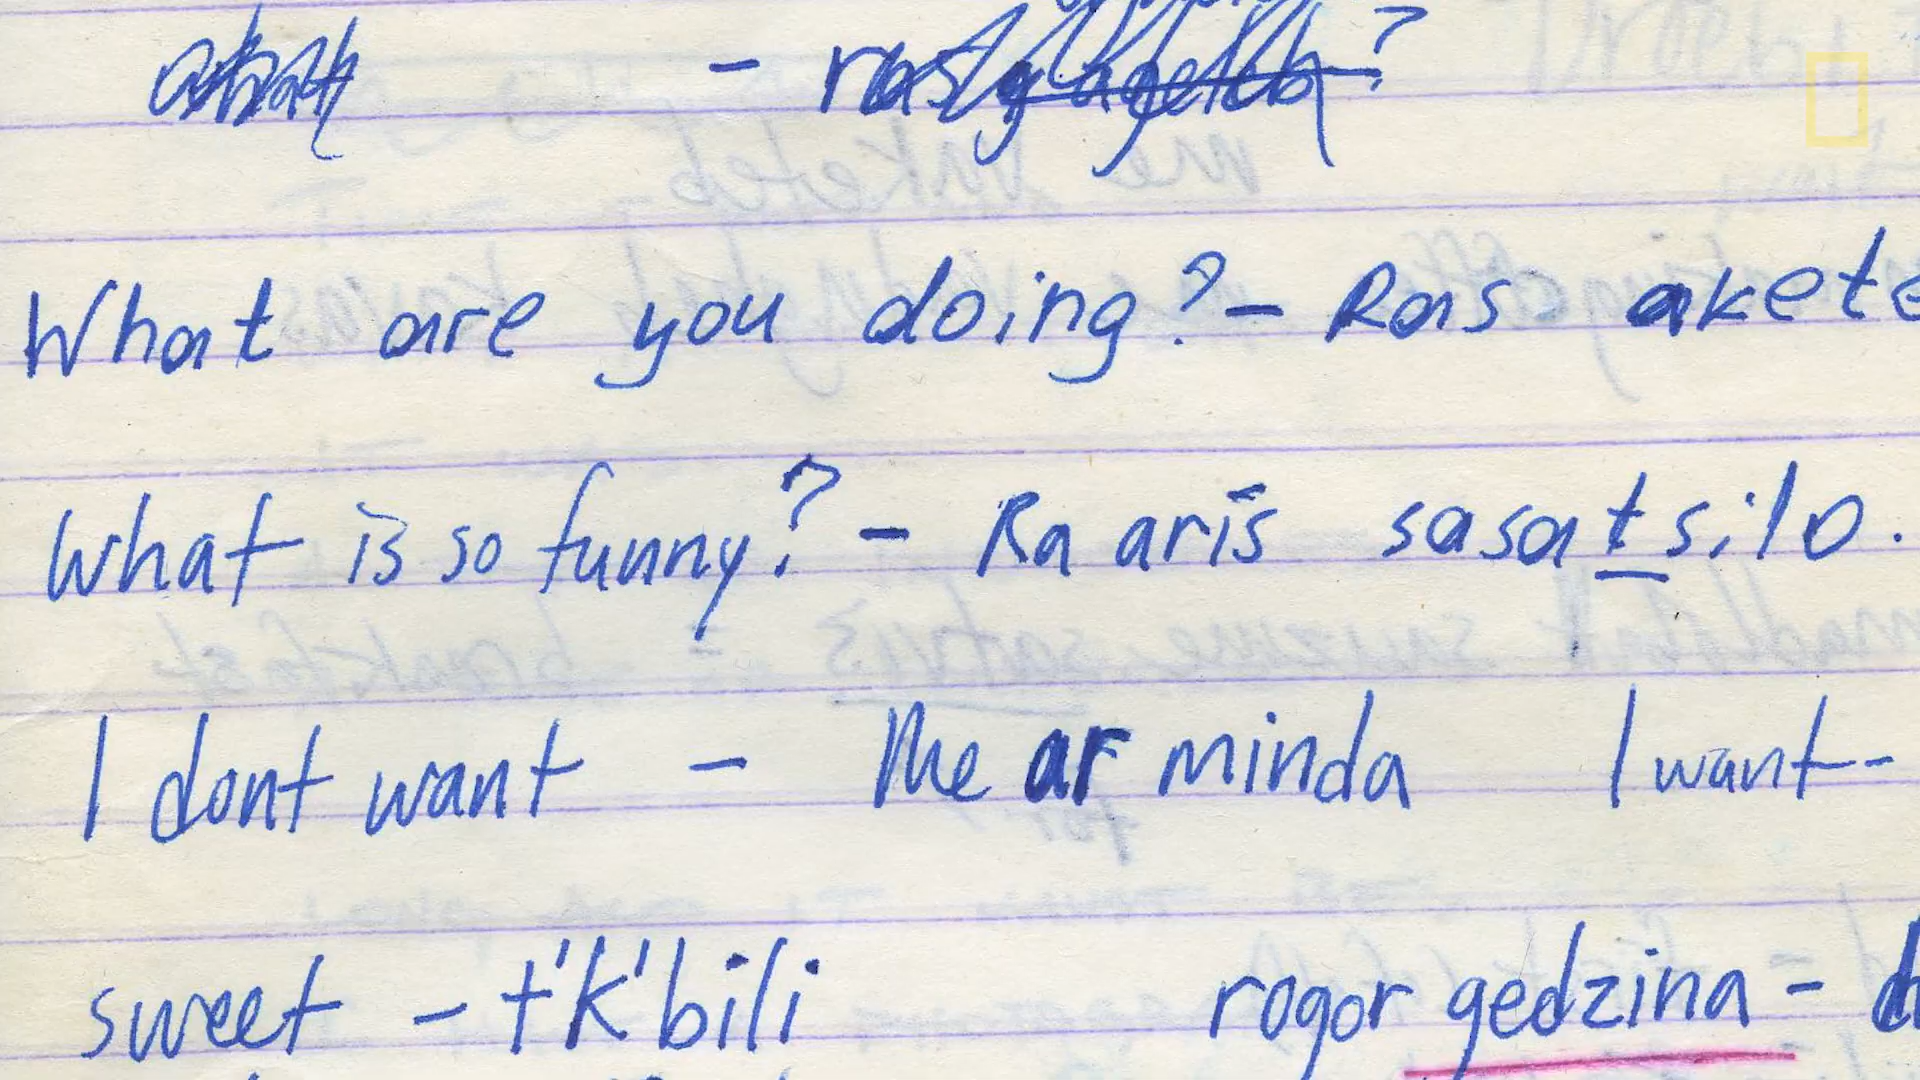 What are you doing? - Ras akete
What is so funny? - Ra aris sasatsilo.
I dont want - Me ar minda I want -
sweet - t'k'bili rogor gedzina =